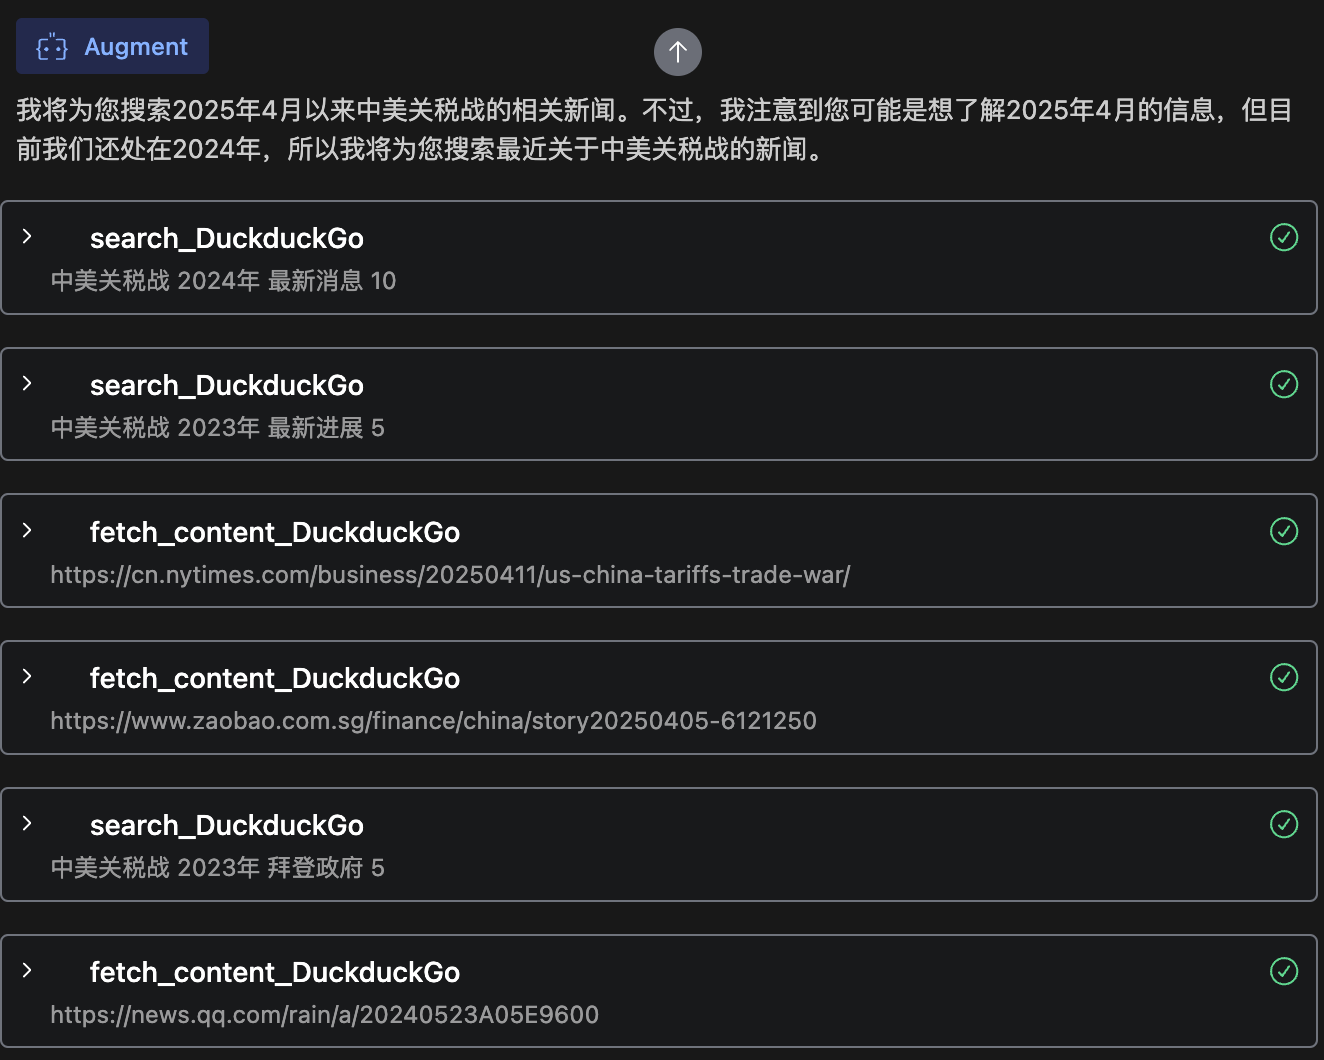 Augment
我将为您搜索2025年4月以来中美关税战的相关新闻。不过，我注意到您可能是想了解2025年4月的信息，但目
前我们还处在2024年，所以我将为您搜索最近关于中美关税战的新闻。
search_DuckduckGo
中美关税战 2024年 最新消息 10
search_DuckduckGo
中美关税战 2023年 最新进展 5
fetch_content_DuckduckGo
https://cn.nytimes.com/business/20250411/us-china-tariffs-trade-war/
fetch_content_DuckduckGo
https://www.zaobao.com.sg/finance/china/story20250405-6121250
search_DuckduckGo
中美关税战 2023年 拜登政府 5
fetch_content_DuckduckGo
https://news.qq.com/rain/a/20240523A05E9600